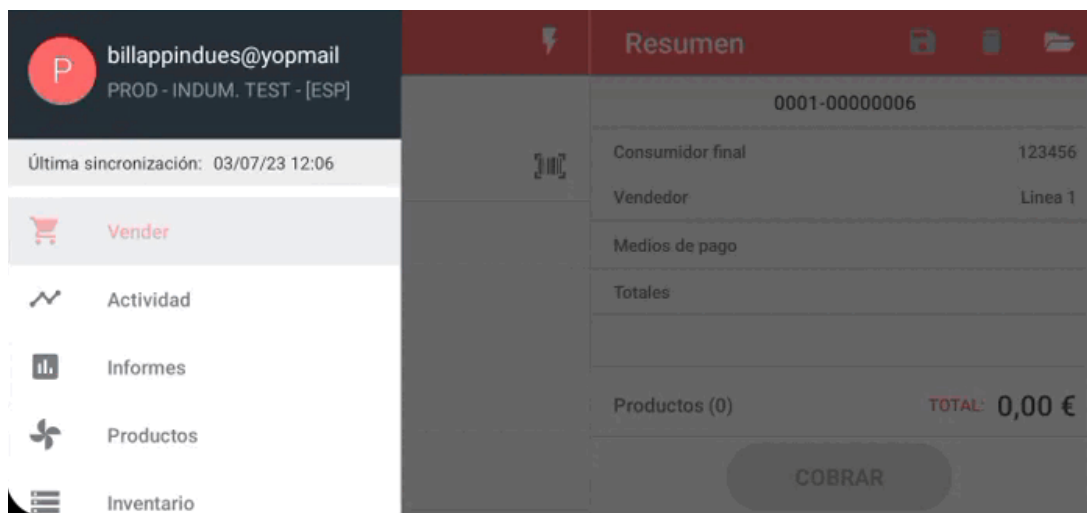 P
billappindues@yopmail
PROD - INDUM. TEST - [ESP]
Última sincronización: 03/07/23 12:06
Vender
Actividad
Informes
Productos
Inventario
Resumen
0001-00000006
Consumidor final 123456
Vendedor Linea 1
Medios de pago
Totales
Productos (0) TOTAL: 0,00 €
COBRAR